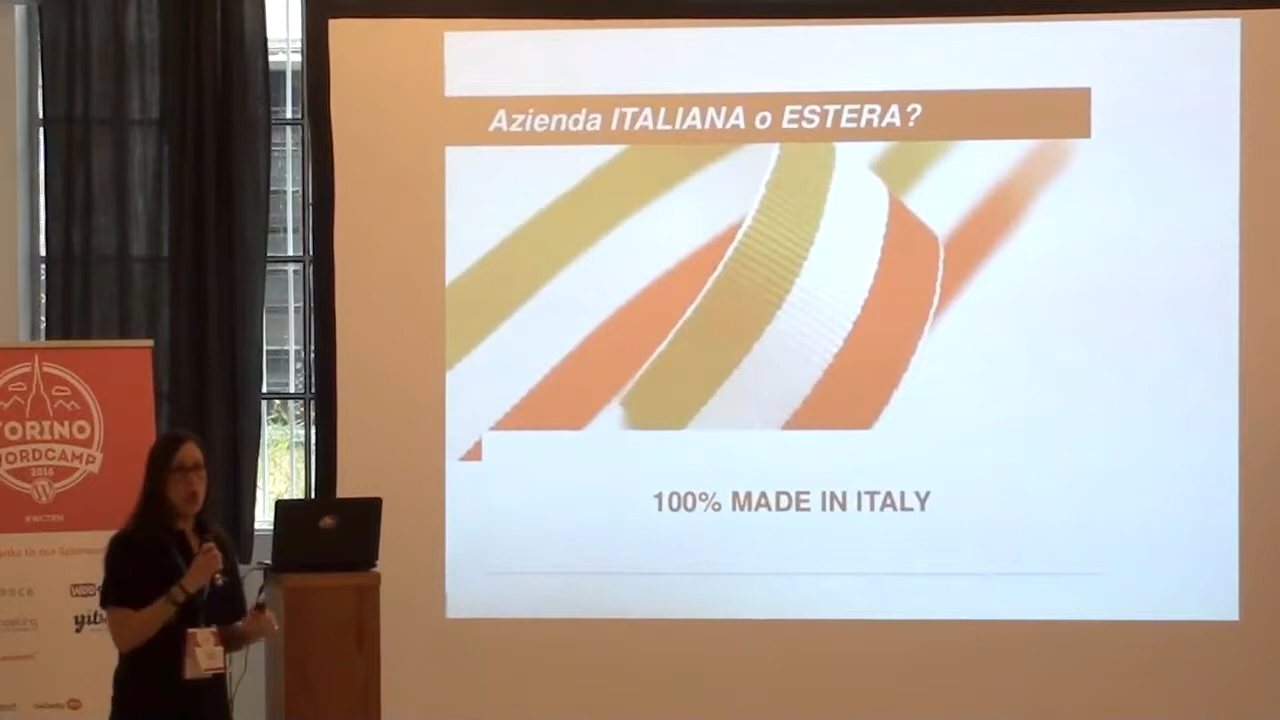 Azienda ITALIANA o ESTERA?
100% MADE IN ITALY
TORINO
WORDCAMP
2016
#WCTRN